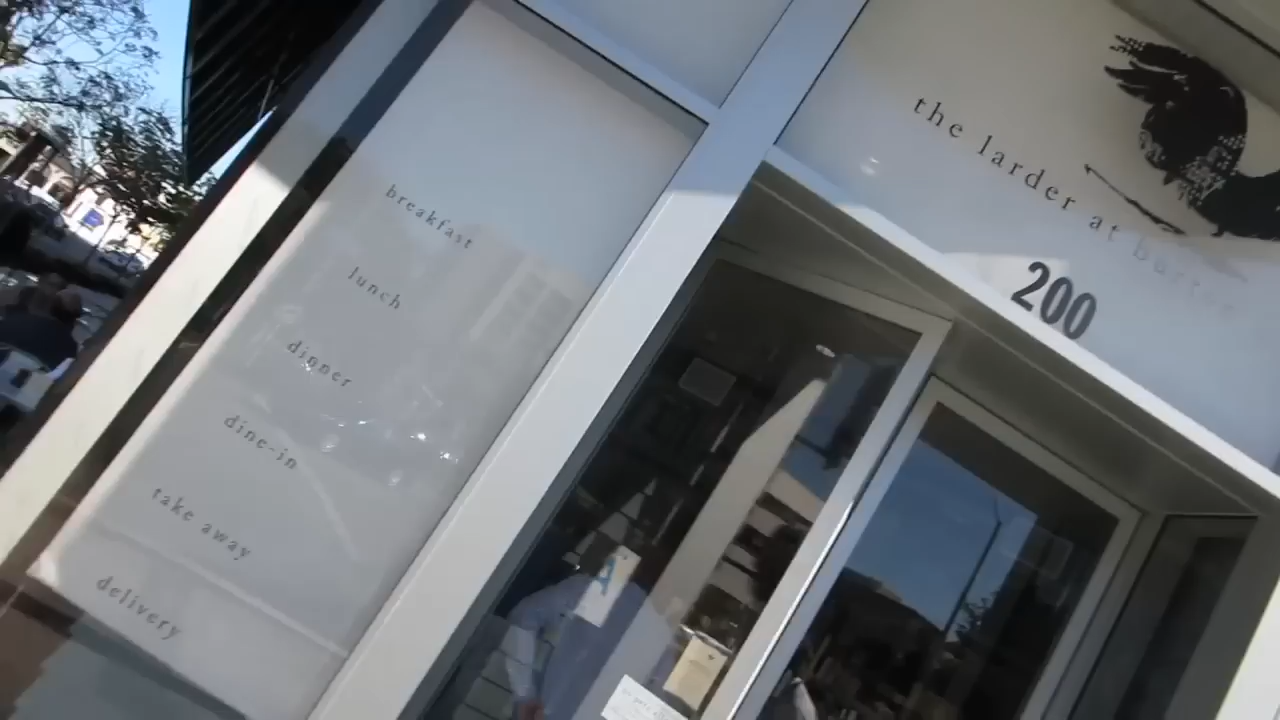 breakfast
lunch
dinner
dine-in
take away
delivery
the larder at
200
A